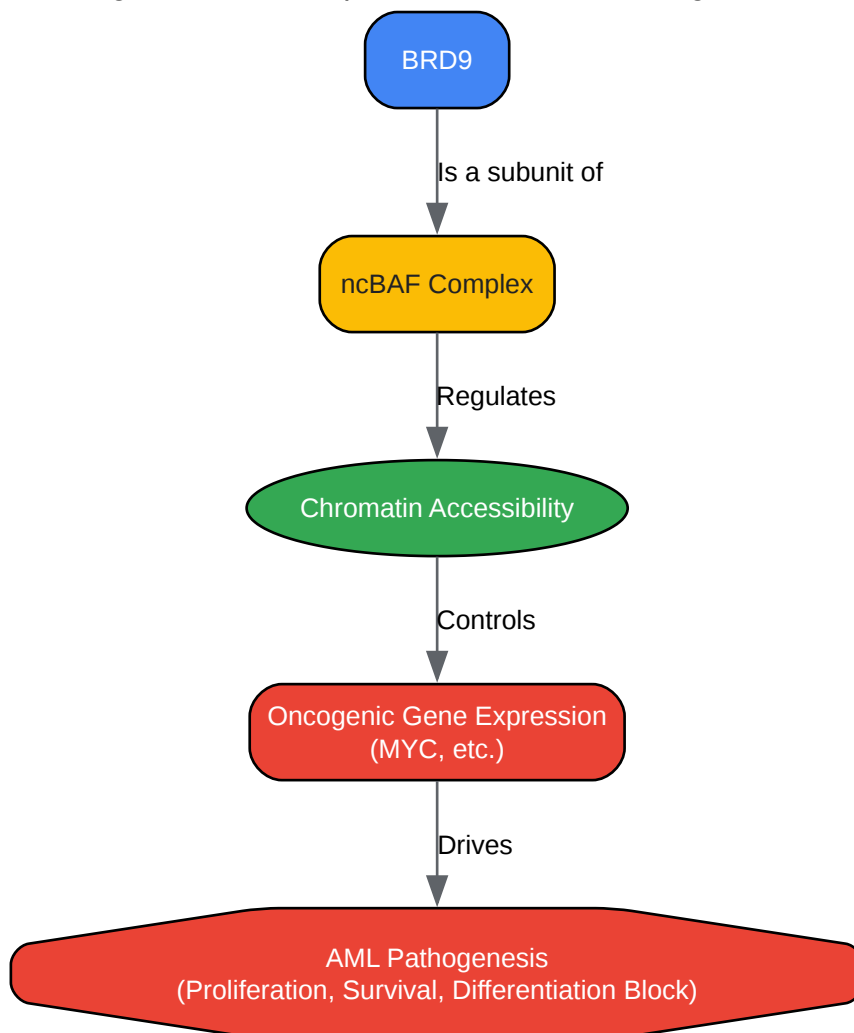 BRD9
Is a subunit of
ncBAF Complex
Regulates
Chromatin Accessibility
Controls
Oncogenic Gene Expression
(MYC, etc.)
Drives
AML Pathogenesis
(Proliferation, Survival, Differentiation Block)